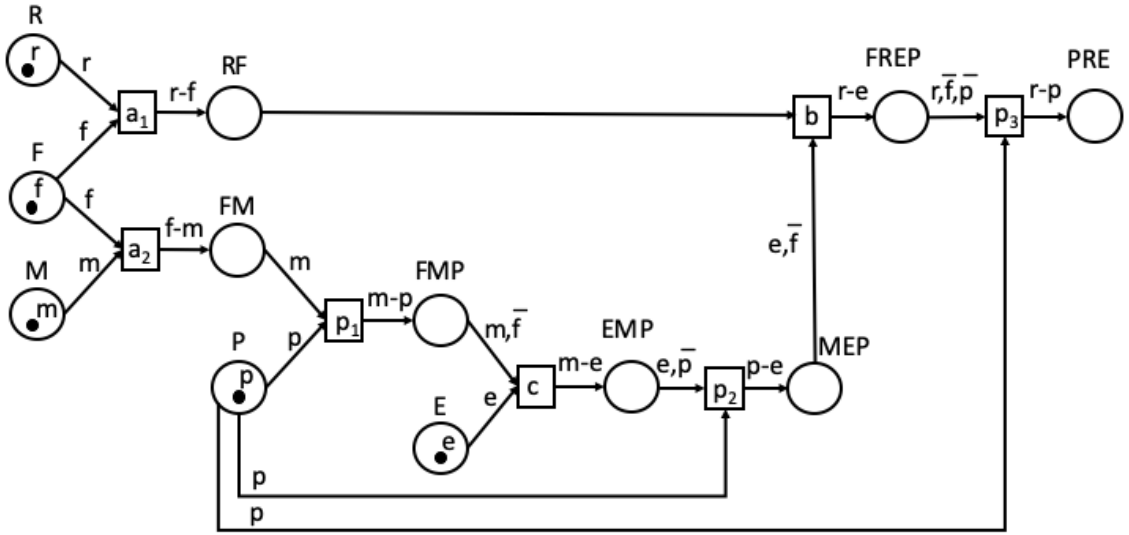 R
r
r
RF
FREP
PRE
a₁
r-f
b
r-e
r,f̅,p̅
p₃
r-p
f
F
f
f
FM
a₂
f-m
M
m
m
m
FMP
e,f̅
P
p₁
m-p
EMP
p
m,f̅
MEP
p
c
m-e
e,p̅
p₂
p-e
E
e
e
p
p